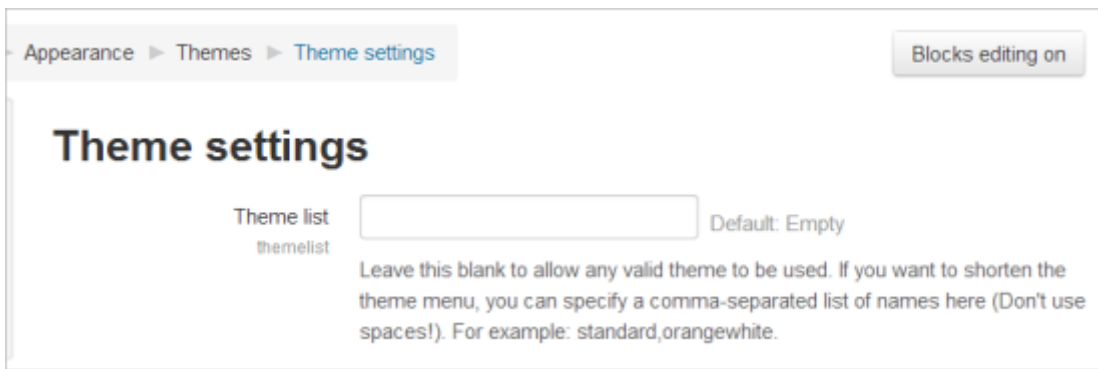 Appearance ► Themes ► Theme settings
Blocks editing on
Theme settings
Theme list
Default: Empty
themelist
Leave this blank to allow any valid theme to be used. If you want to shorten the
theme menu, you can specify a comma-separated list of names here (Don't use
spaces!). For example: standard,orangewhite.